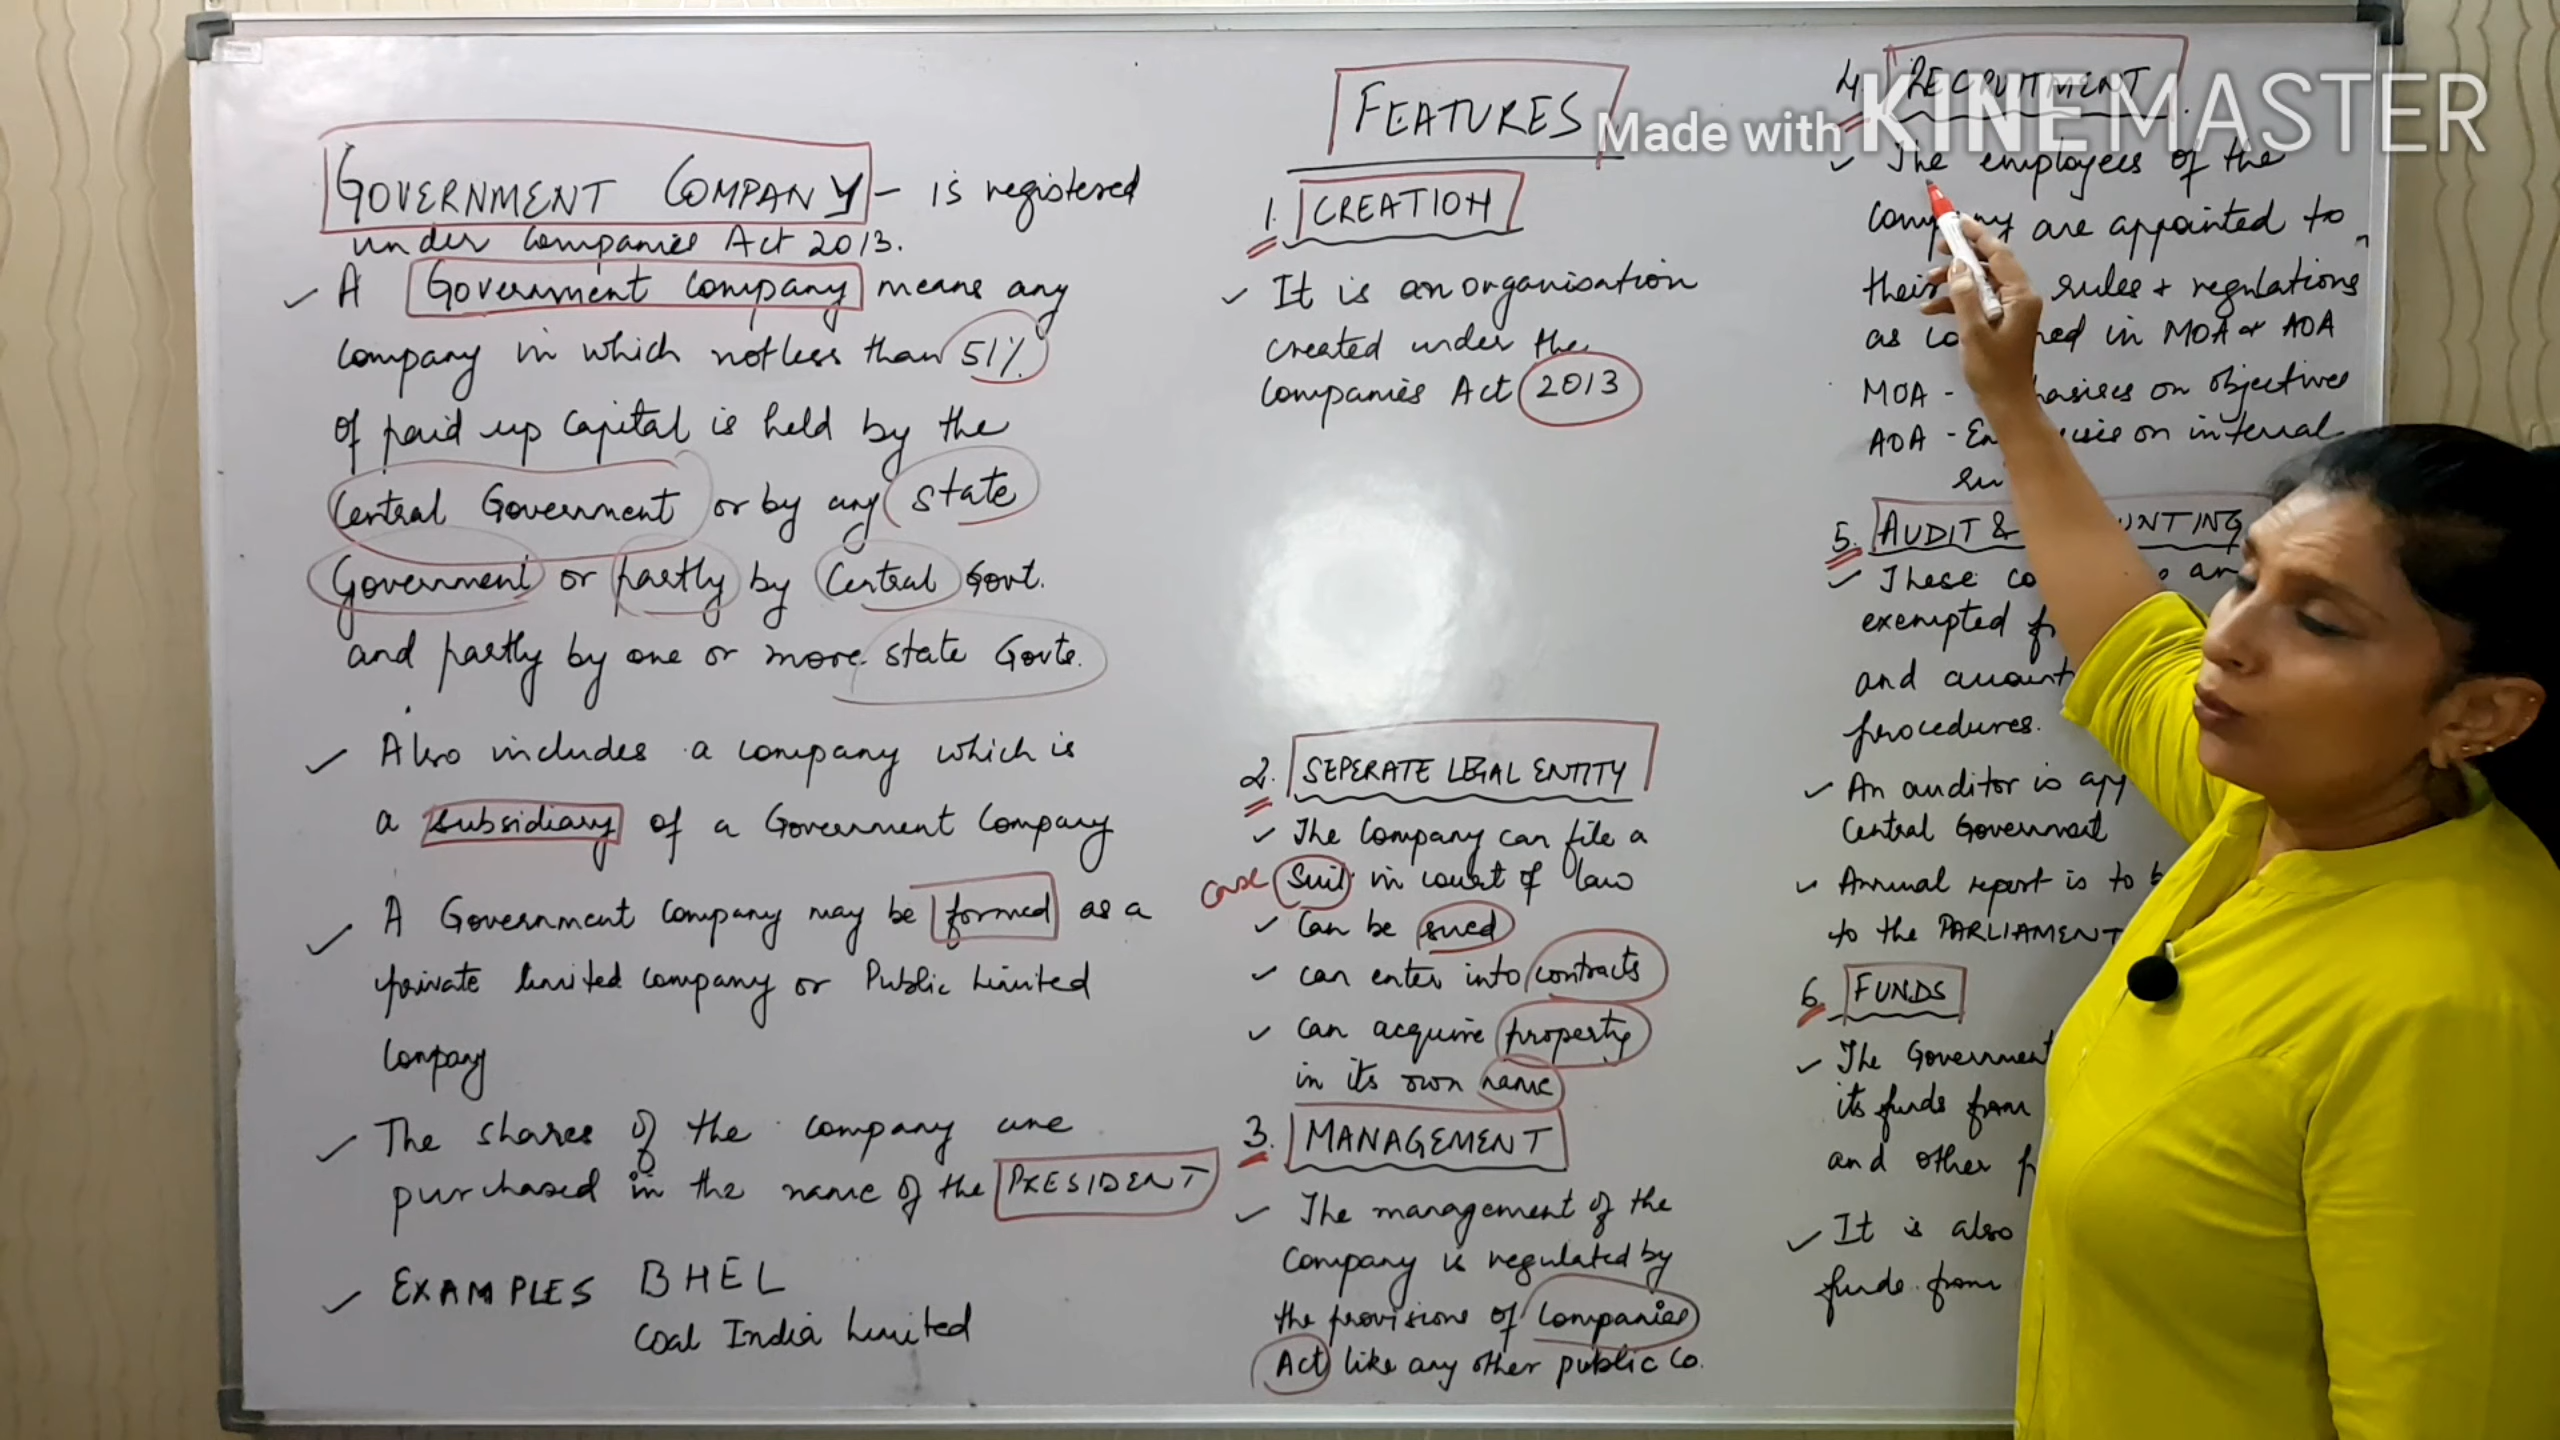 GOVERNMENT COMPANY - is registered
under Companies Act 2013.
✓ A Government Company means any
Company in which not less than 51%
of paid up capital is held by the
Central Government or by any state
Government or partly by Central Govt.
and partly by one or more state Govts.
✓ Also includes a company which is
a subsidiary of a Government Company
✓ A Government Company may be formed as a
private limited company or Public Limited
Company
✓ The shares of the company are
purchased in the name of the PRESIDENT
✓ EXAMPLES BHEL
Coal India Limited
FEATURES
1. CREATION
✓ It is an organisation
created under the
Companies Act 2013
2. SEPERATE LEGAL ENTITY
✓ The Company can file a
case Suit in court of law
✓ Can be sued
✓ can enter into contracts
✓ can acquire property
in its own name
3. MANAGEMENT
✓ The management of the
Company is regulated by
the provisions of Companies
Act like any other public Co.
4. RECRUITMENT
Made with KINEMASTER
✓ The employees of the
company are appointed to
their rules + regulations
as in MOA & AOA
MOA - on objectives
AOA - on internal
5. AUDIT &
✓ These
exempted
and
procedures.
✓ An auditor is
Central Government
✓ Annual report is to
to the PARLIAMENT
6. FUNDS
✓ The Government
its funds from
and other
✓ It is also
funds from